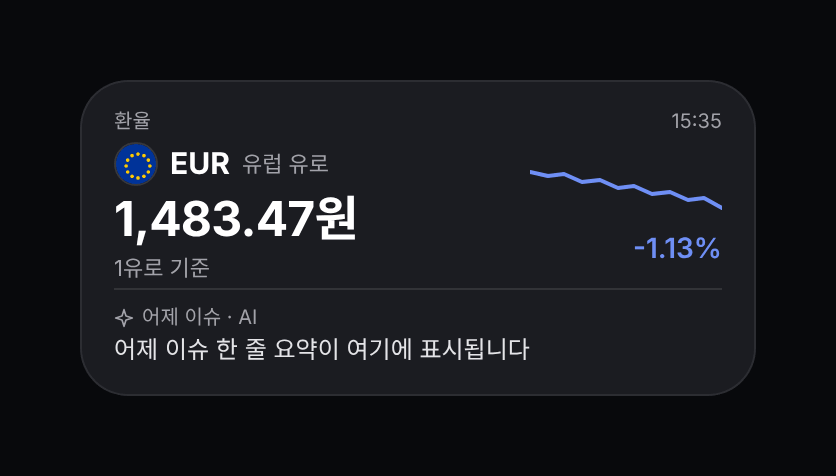 환율
15:35
EUR 유럽 유로
1,483.47원
-1.13%
1유로 기준
어제 이슈 · AI
어제 이슈 한 줄 요약이 여기에 표시됩니다